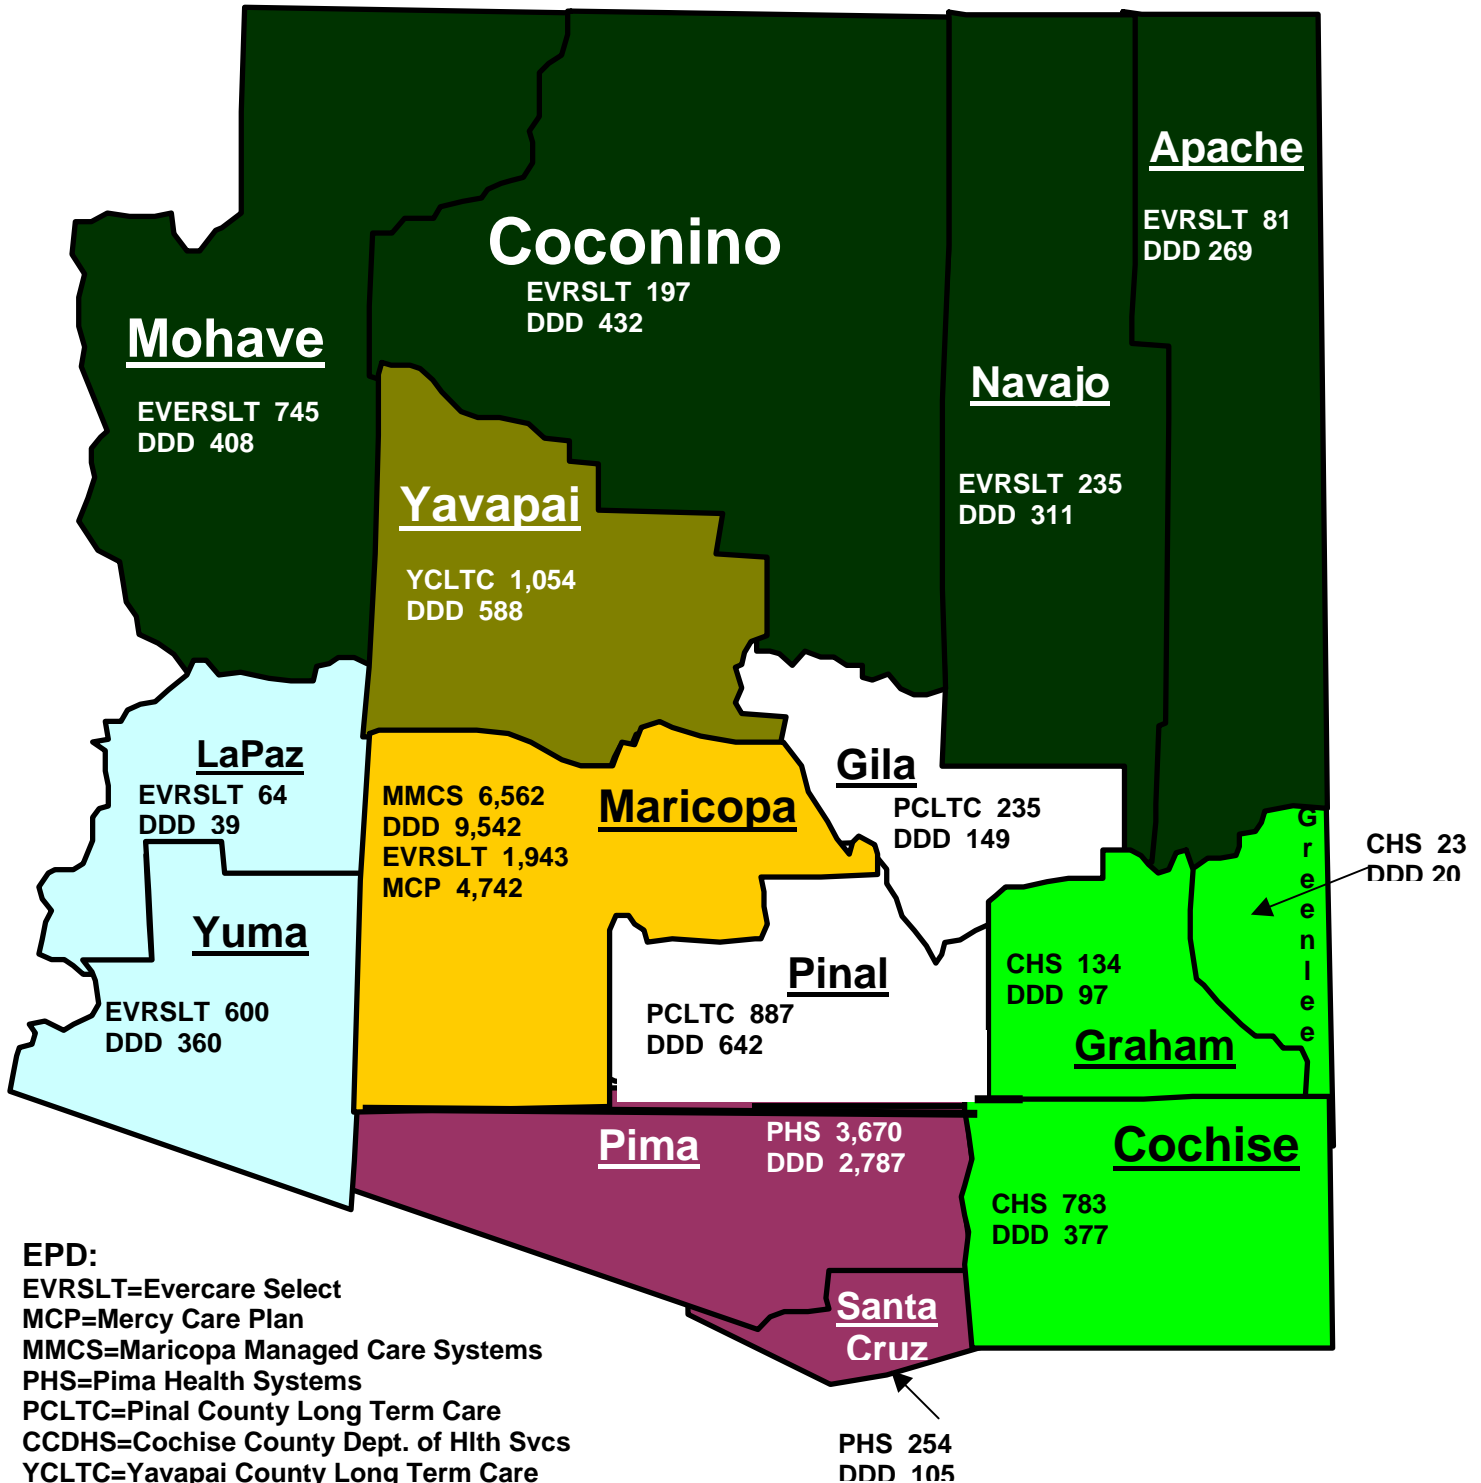 Apache
EVRSLT 81
DDD 269
Coconino
EVRSLT 197
DDD 432
Mohave
EVERSLT 745
DDD 408
Navajo
EVRSLT 235
DDD 311
Yavapai
YCLTC 1,054
DDD 588
LaPaz
EVRSLT 64
DDD 39
MMCS 6,562
DDD 9,542
EVRSLT 1,943
MCP 4,742
Maricopa
Gila
PCLTC 235
DDD 149
Greenlee
CHS 23
DDD 20
Yuma
EVRSLT 600
DDD 360
Pinal
PCLTC 887
DDD 642
CHS 134
DDD 97
Graham
Pima
PHS 3,670
DDD 2,787
Cochise
CHS 783
DDD 377
Santa
Cruz
PHS 254
DDD 105
EPD:
EVRSLT=Evercare Select
MCP=Mercy Care Plan
MMCS=Maricopa Managed Care Systems
PHS=Pima Health Systems
PCLTC=Pinal County Long Term Care
CCDHS=Cochise County Dept. of Hlth Svcs
YCLTC=Yavapai County Long Term Care